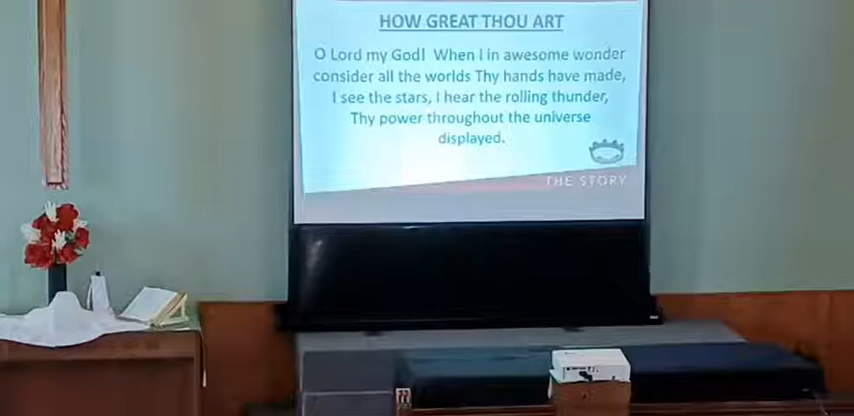 HOW GREAT THOU ART
O Lord my God! When I in awesome wonder
consider all the worlds Thy hands have made,
I see the stars, I hear the rolling thunder,
Thy power throughout the universe
displayed.
THE STORY